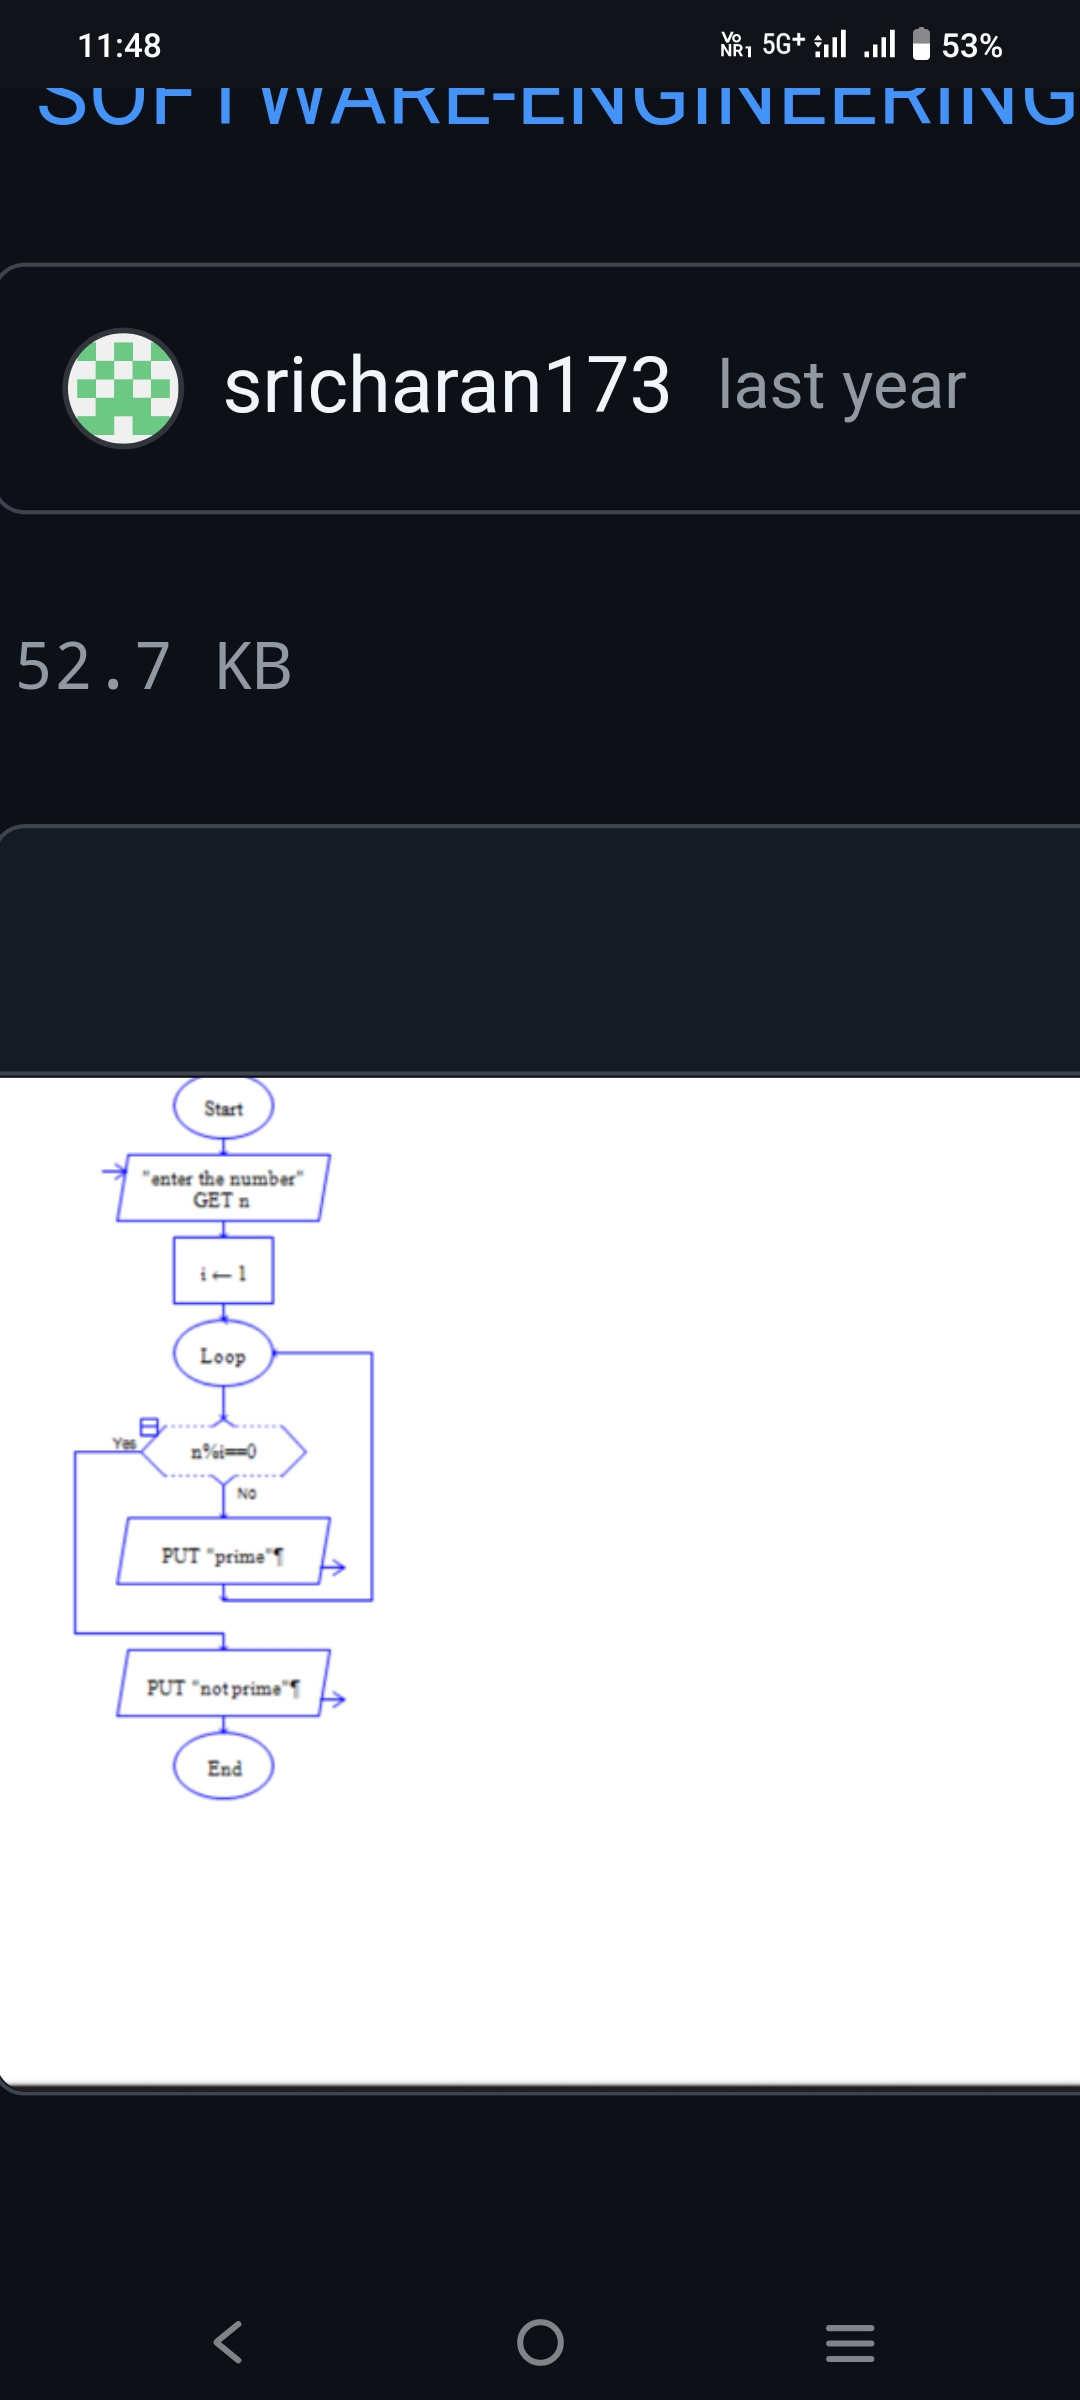 11:48 Vo NR1 5G+ 53%
SOFTWARE-ENGINEERING
sricharan173 last year
52.7 KB
Start
"enter the number"
GET n
i ← 1
Loop
Yes
n%i==0
No
PUT "prime"¶
PUT "not prime"¶
End